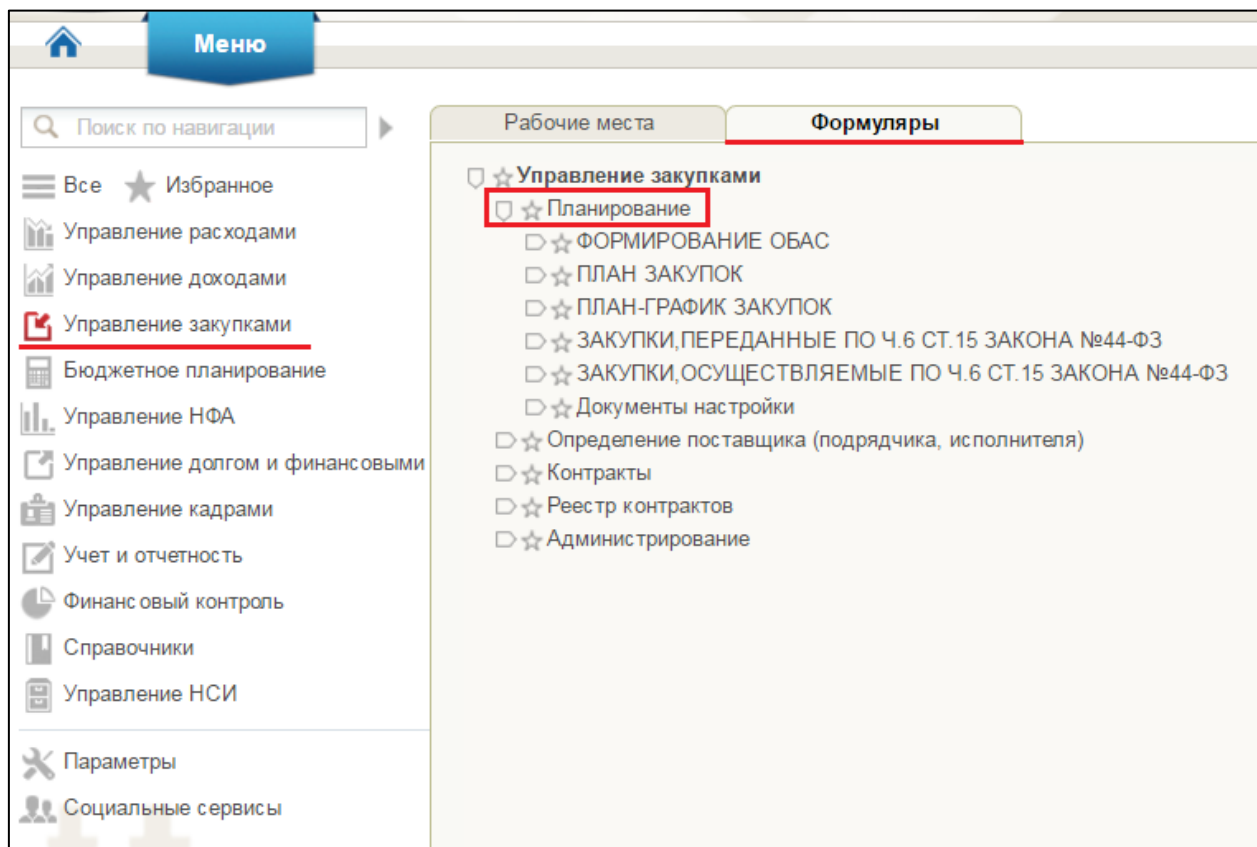 Меню
Поиск по навигации
Все Избранное
Управление расходами
Управление доходами
Управление закупками
Бюджетное планирование
Управление НФА
Управление долгом и финансовыми
Управление кадрами
Учет и отчетность
Финансовый контроль
Справочники
Управление НСИ
Параметры
Социальные сервисы
Рабочие места Формуляры
Управление закупками
Планирование
ФОРМИРОВАНИЕ ОБАС
ПЛАН ЗАКУПОК
ПЛАН-ГРАФИК ЗАКУПОК
ЗАКУПКИ,ПЕРЕДАННЫЕ ПО Ч.6 СТ.15 ЗАКОНА №44-ФЗ
ЗАКУПКИ,ОСУЩЕСТВЛЯЕМЫЕ ПО Ч.6 СТ.15 ЗАКОНА №44-ФЗ
Документы настройки
Определение поставщика (подрядчика, исполнителя)
Контракты
Реестр контрактов
Администрирование